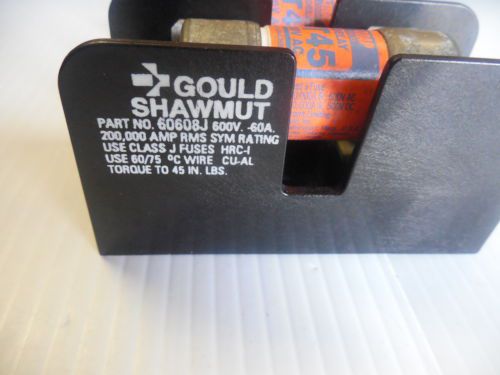 GOULD
SHAWMUT
PART NO. 60608J 600V. -60A.
200,000 AMP RMS SYM RATING
USE CLASS J FUSES HRC-I
USE 60/75 °C WIRE CU-AL
TORQUE TO 45 IN. LBS.
45